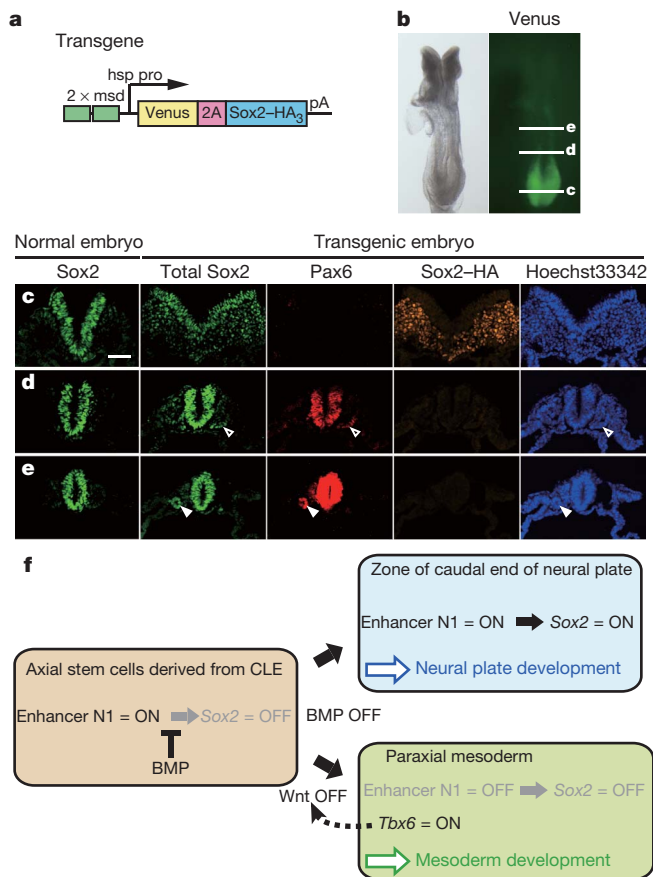 a
Transgene
hsp pro
2 × msd
Venus 2A Sox2–HA3 pA
b
Venus
e
d
c
Normal embryo Transgenic embryo
Sox2 Total Sox2 Pax6 Sox2–HA Hoechst33342
c
d
e
f
Zone of caudal end of neural plate
Enhancer N1 = ON Sox2 = ON
Neural plate development
Axial stem cells derived from CLE
Enhancer N1 = ON Sox2 = OFF
BMP
BMP OFF
Wnt OFF
Paraxial mesoderm
Enhancer N1 = OFF Sox2 = OFF
Tbx6 = ON
Mesoderm development